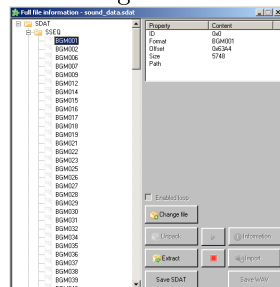 Full file information - sound_data.sdat
SDAT
SSEQ
BGM001
BGM002
BGM006
BGM007
BGM009
BGM012
BGM014
BGM015
BGM016
BGM017
BGM018
BGM019
BGM021
BGM022
BGM023
BGM025
BGM026
BGM027
BGM028
BGM029
BGM030
BGM031
BGM032
BGM034
BGM035
BGM036
BGM037
BGM038
BGM039
Property Content
ID 0x0
Format BGM001
Offset 0x63A4
Size 5748
Path
Enabled loop
Change file
Unpack
Information
Extract
Import
Save SDAT
Save WAV